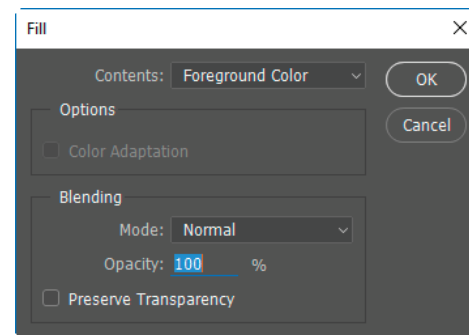 Fill
Contents: Foreground Color
OK
Options
Cancel
Color Adaptation
Blending
Mode: Normal
Opacity: 100 %
Preserve Transparency